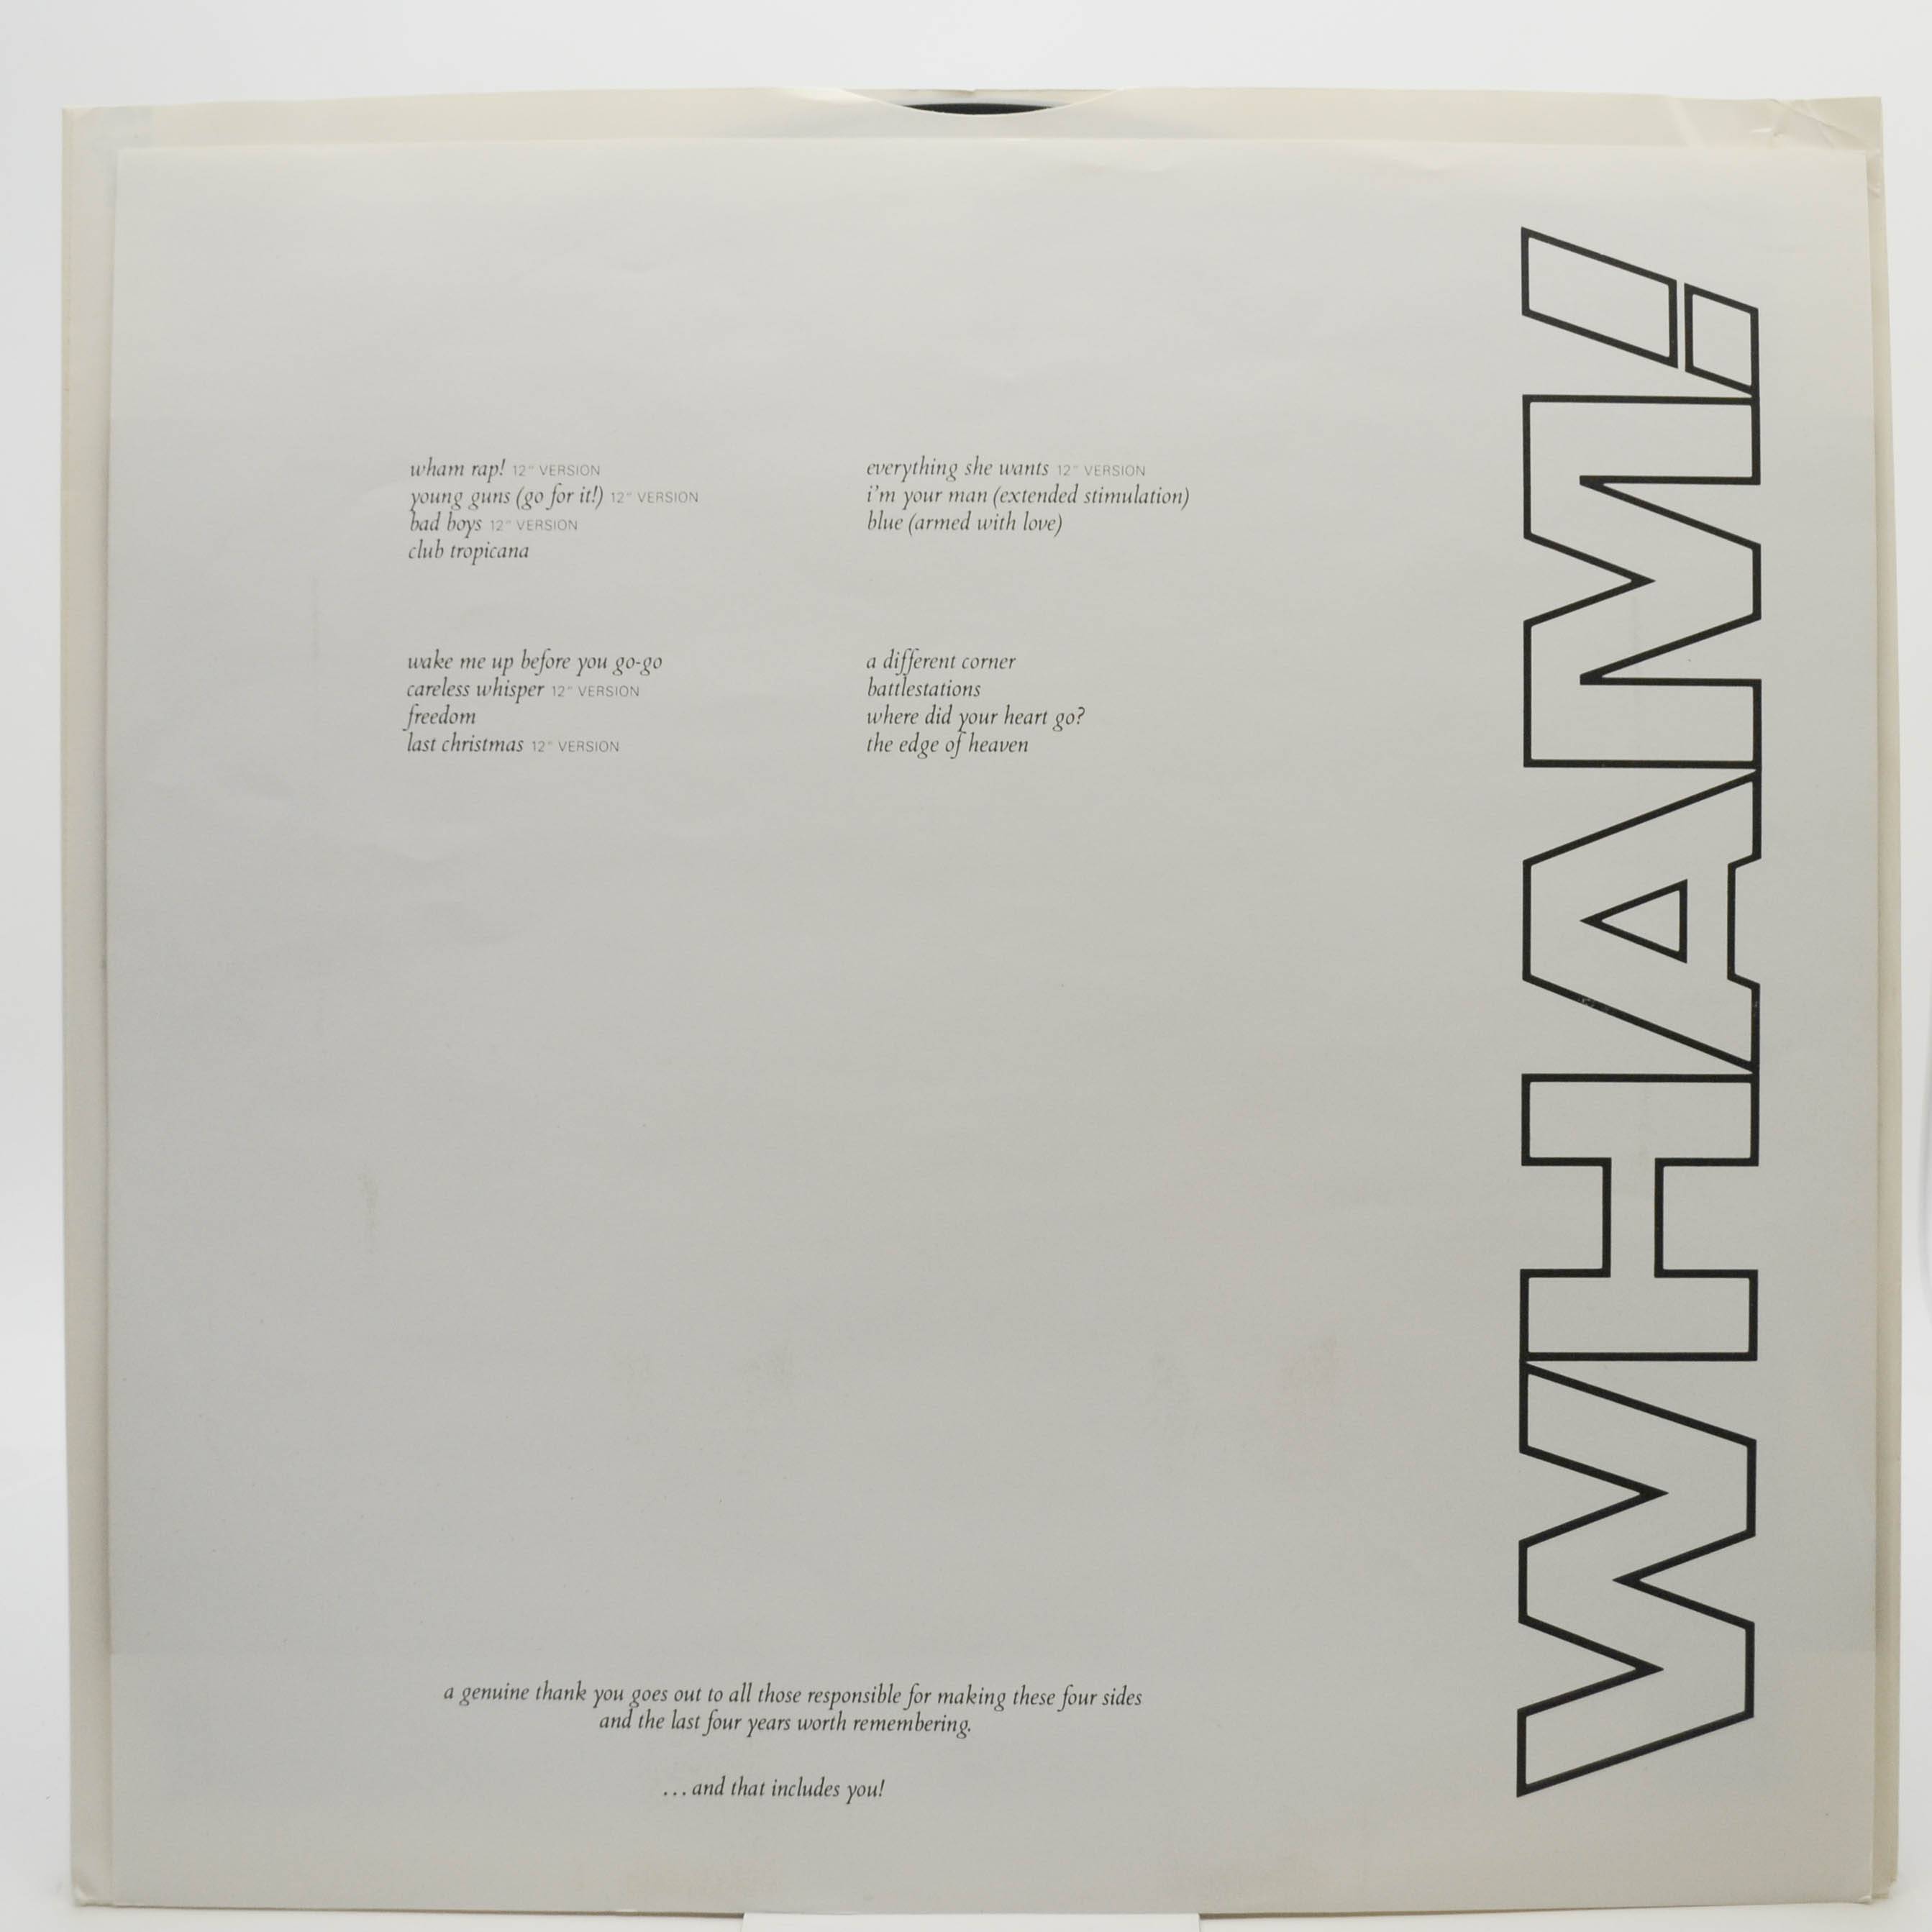 wham rap! 12" VERSION
young guns (go for it!) 12" VERSION
bad boys 12" VERSION
club tropicana
wake me up before you go-go
careless whisper 12" VERSION
freedom
last christmas 12" VERSION
everything she wants 12" VERSION
i'm your man (extended stimulation)
blue (armed with love)
a different corner
battlestations
where did your heart go?
the edge of heaven
a genuine thank you goes out to all those responsible for making these four sides
and the last four years worth remembering.
...and that includes you!
WHAM!